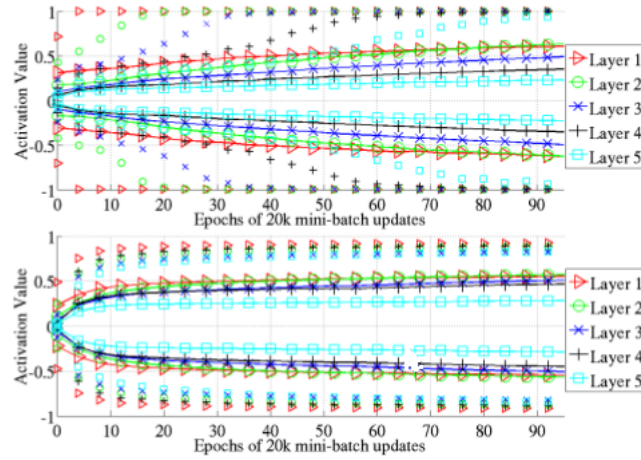 1
0.5
0
-0.5
-1
Activation Value
0 10 20 30 40 50 60 70 80 90
Epochs of 20k mini-batch updates
Layer 1
Layer 2
Layer 3
Layer 4
Layer 5
1
0.5
0
-0.5
-1
Activation Value
0 10 20 30 40 50 60 70 80 90
Epochs of 20k mini-batch updates
Layer 1
Layer 2
Layer 3
Layer 4
Layer 5